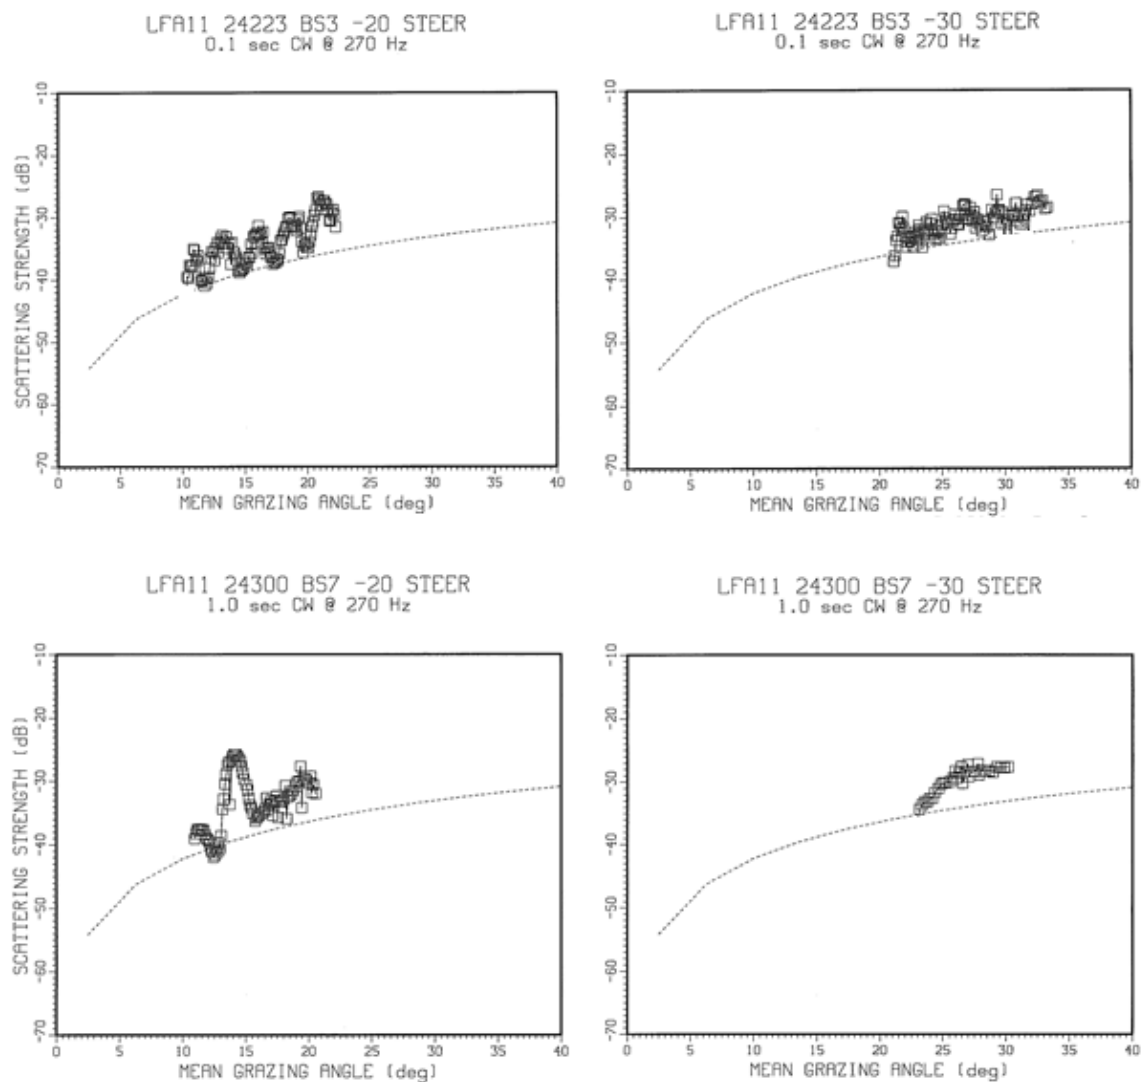 LFA11 24223 BS3 -20 STEER
0.1 sec CW @ 270 Hz
SCATTERING STRENGTH (dB)
-10
-20
-30
-40
-50
-60
-70
0 5 10 15 20 25 30 35 40
MEAN GRAZING ANGLE (deg)
LFA11 24223 BS3 -30 STEER
0.1 sec CW @ 270 Hz
-10
-20
-30
-40
-50
-60
-70
0 5 10 15 20 25 30 35 40
MEAN GRAZING ANGLE (deg)
LFA11 24300 BS7 -20 STEER
1.0 sec CW @ 270 Hz
SCATTERING STRENGTH (dB)
-10
-20
-30
-40
-50
-60
-70
0 5 10 15 20 25 30 35 40
MEAN GRAZING ANGLE (deg)
LFA11 24300 BS7 -30 STEER
1.0 sec CW @ 270 Hz
-10
-20
-30
-40
-50
-60
-70
0 5 10 15 20 25 30 35 40
MEAN GRAZING ANGLE (deg)